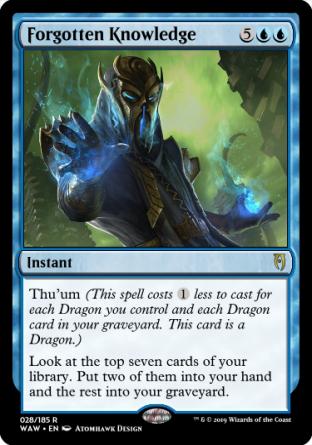 Forgotten Knowledge 5
Instant
Thu'um (This spell costs 1 less to cast for
each Dragon you control and each Dragon
card in your graveyard. This card is a
Dragon.)
Look at the top seven cards of your
library. Put two of them into your hand
and the rest into your graveyard.
028/185 R
WAW • EN Atomhawk Design
™ & © 2019 Wizards of the Coast